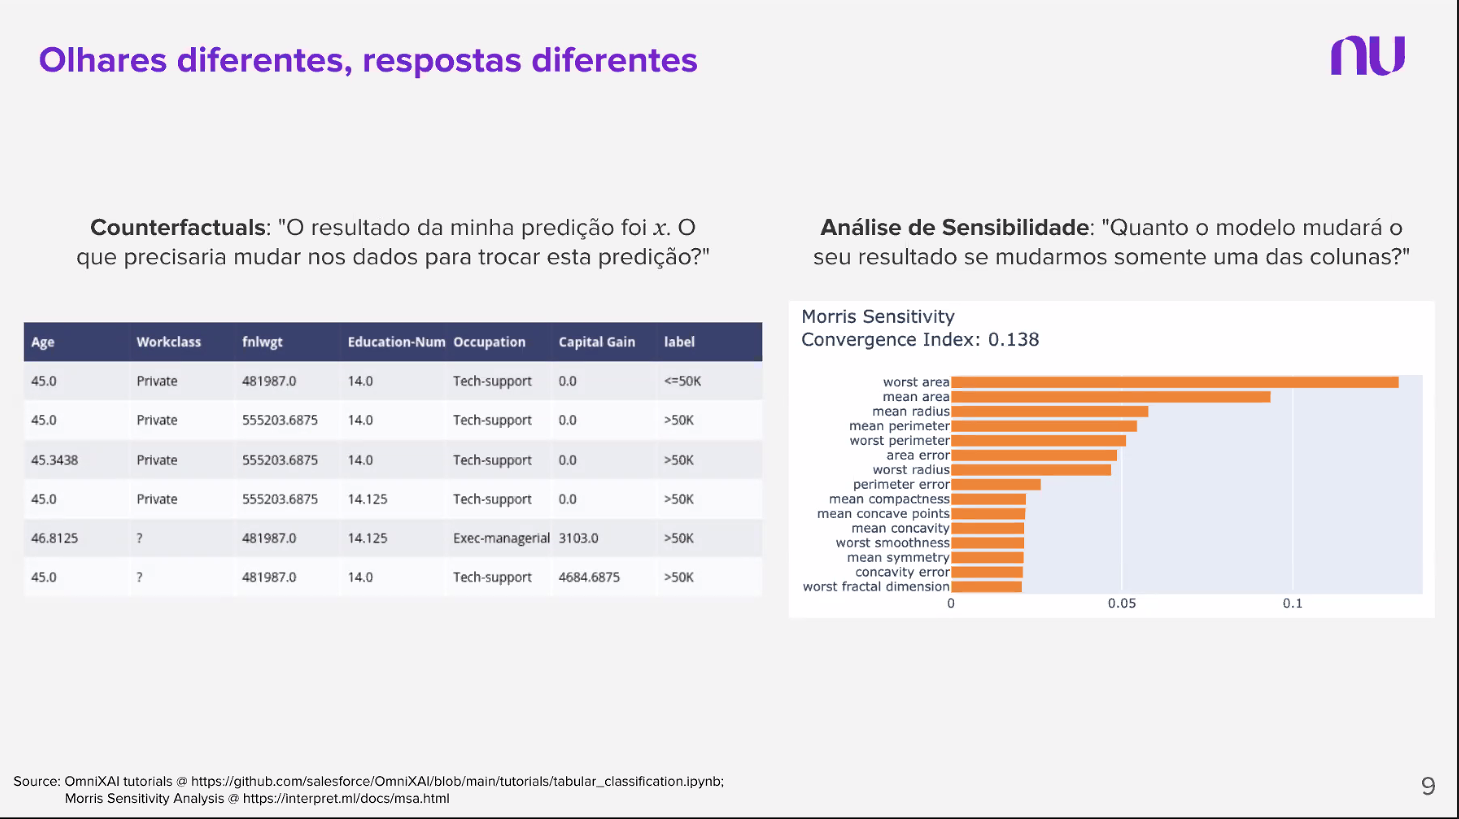 Olhares diferentes, respostas diferentes
nu
Counterfactuals: "O resultado da minha predição foi x. O
que precisaria mudar nos dados para trocar esta predição?"
Age Workclass fnlwgt Education-Num Occupation Capital Gain label
45.0 Private 481987.0 14.0 Tech-support 0.0 <=50K
45.0 Private 555203.6875 14.0 Tech-support 0.0 >50K
45.3438 Private 555203.6875 14.0 Tech-support 0.0 >50K
45.0 Private 555203.6875 14.125 Tech-support 0.0 >50K
46.8125 ? 481987.0 14.125 Exec-managerial 3103.0 >50K
45.0 ? 481987.0 14.0 Tech-support 4684.6875 >50K
Análise de Sensibilidade: "Quanto o modelo mudará o
seu resultado se mudarmos somente uma das colunas?"
Morris Sensitivity
Convergence Index: 0.138
worst area
mean area
mean radius
mean perimeter
worst perimeter
area error
worst radius
perimeter error
mean compactness
mean concave points
mean concavity
worst smoothness
mean symmetry
concavity error
worst fractal dimension
0 0.05 0.1
Source: OmniXAI tutorials @ https://github.com/salesforce/OmniXAI/blob/main/tutorials/tabular_classification.ipynb;
Morris Sensitivity Analysis @ https://interpret.ml/docs/msa.html
9